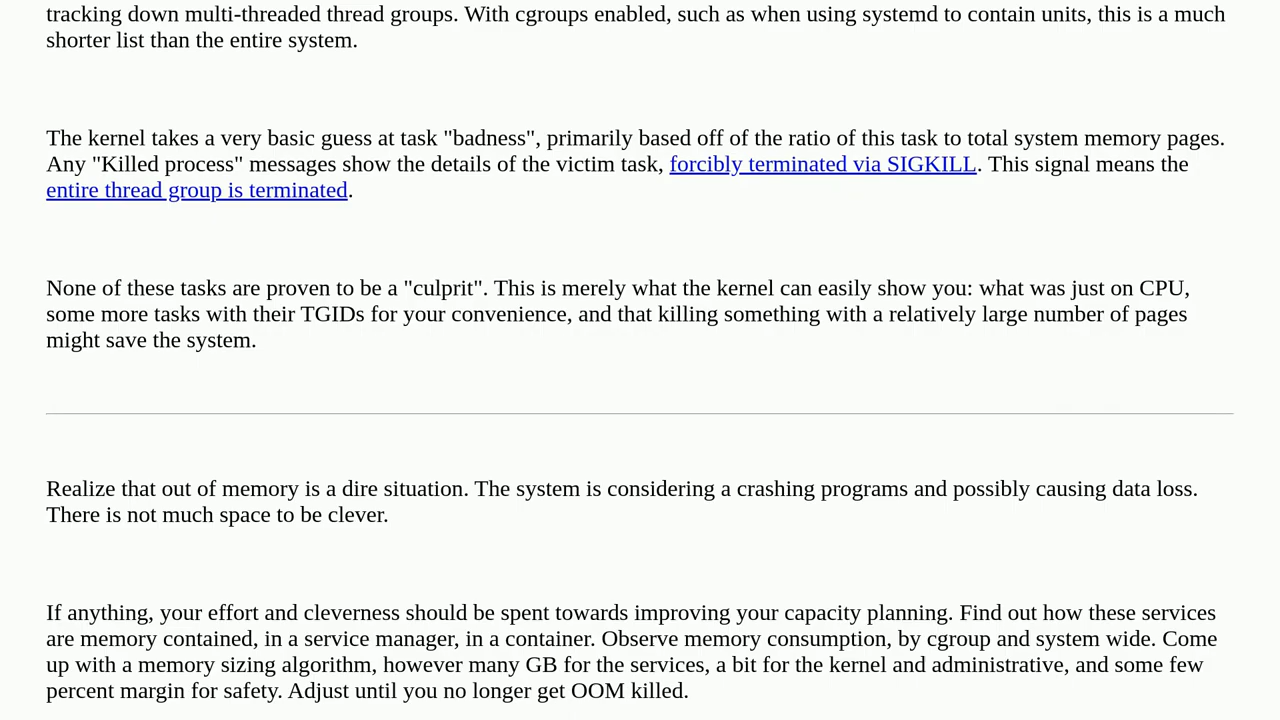 tracking down multi-threaded thread groups. With cgroups enabled, such as when using systemd to contain units, this is a much
shorter list than the entire system.
The kernel takes a very basic guess at task "badness", primarily based off of the ratio of this task to total system memory pages.
Any "Killed process" messages show the details of the victim task, forcibly terminated via SIGKILL. This signal means the
entire thread group is terminated.
None of these tasks are proven to be a "culprit". This is merely what the kernel can easily show you: what was just on CPU,
some more tasks with their TGIDs for your convenience, and that killing something with a relatively large number of pages
might save the system.
Realize that out of memory is a dire situation. The system is considering a crashing programs and possibly causing data loss.
There is not much space to be clever.
If anything, your effort and cleverness should be spent towards improving your capacity planning. Find out how these services
are memory contained, in a service manager, in a container. Observe memory consumption, by cgroup and system wide. Come
up with a memory sizing algorithm, however many GB for the services, a bit for the kernel and administrative, and some few
percent margin for safety. Adjust until you no longer get OOM killed.